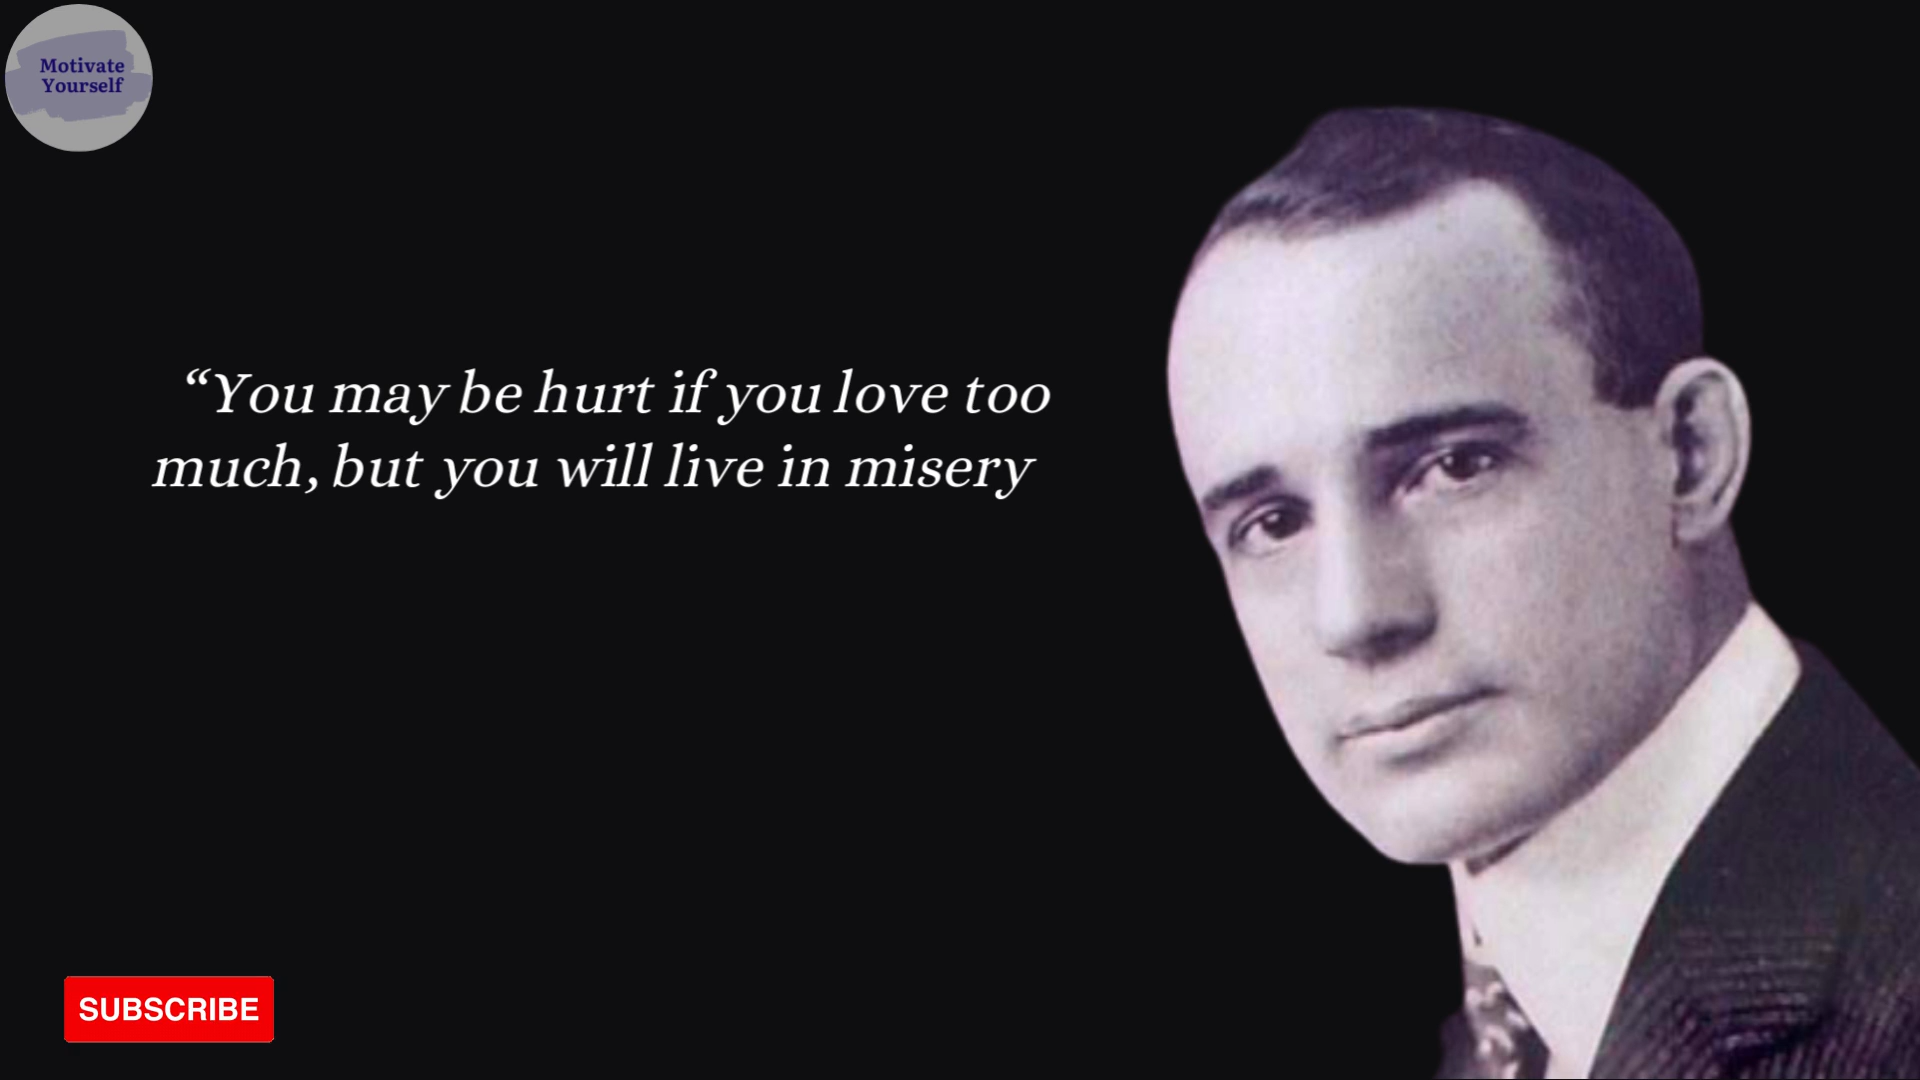 Motivate
Yourself
“You may be hurt if you love too
much, but you will live in misery
SUBSCRIBE